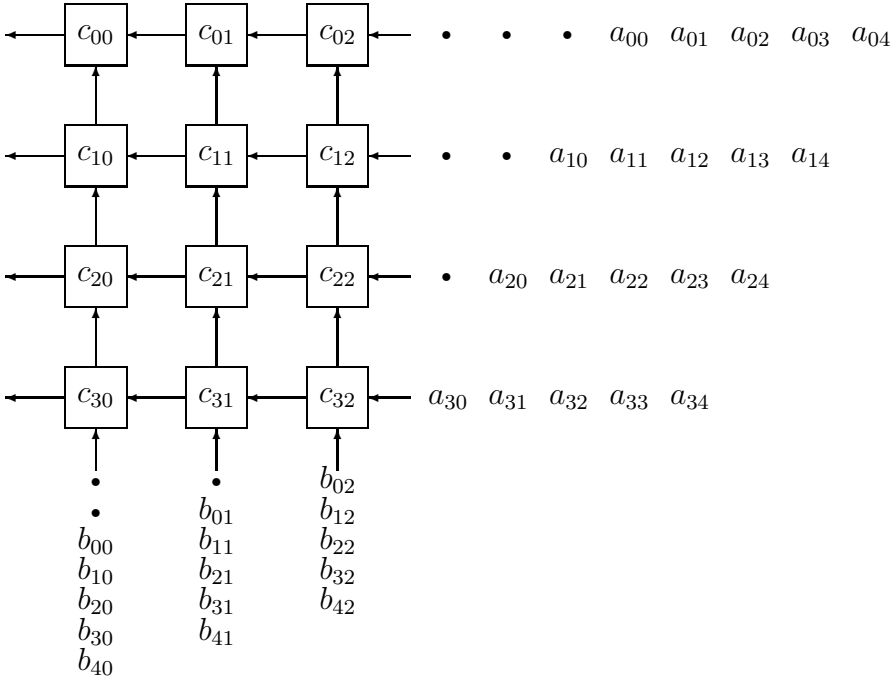 c₀₀ c₀₁ c₀₂ • • • a₀₀ a₀₁ a₀₂ a₀₃ a₀₄
c₁₀ c₁₁ c₁₂ • • a₁₀ a₁₁ a₁₂ a₁₃ a₁₄
c₂₀ c₂₁ c₂₂ • a₂₀ a₂₁ a₂₂ a₂₃ a₂₄
c₃₀ c₃₁ c₃₂ a₃₀ a₃₁ a₃₂ a₃₃ a₃₄
• • b₀₂
• b₀₁ b₁₂
b₀₀ b₁₁ b₂₂
b₁₀ b₂₁ b₃₂
b₂₀ b₃₁ b₄₂
b₃₀ b₄₁
b₄₀